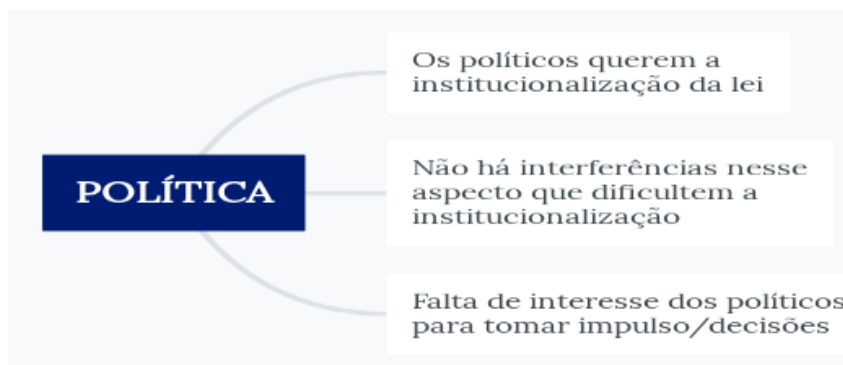 Os políticos querem a
institucionalização da lei
POLÍTICA
Não há interferências nesse
aspecto que dificultem a
institucionalização
Falta de interesse dos políticos
para tomar impulso/decisões